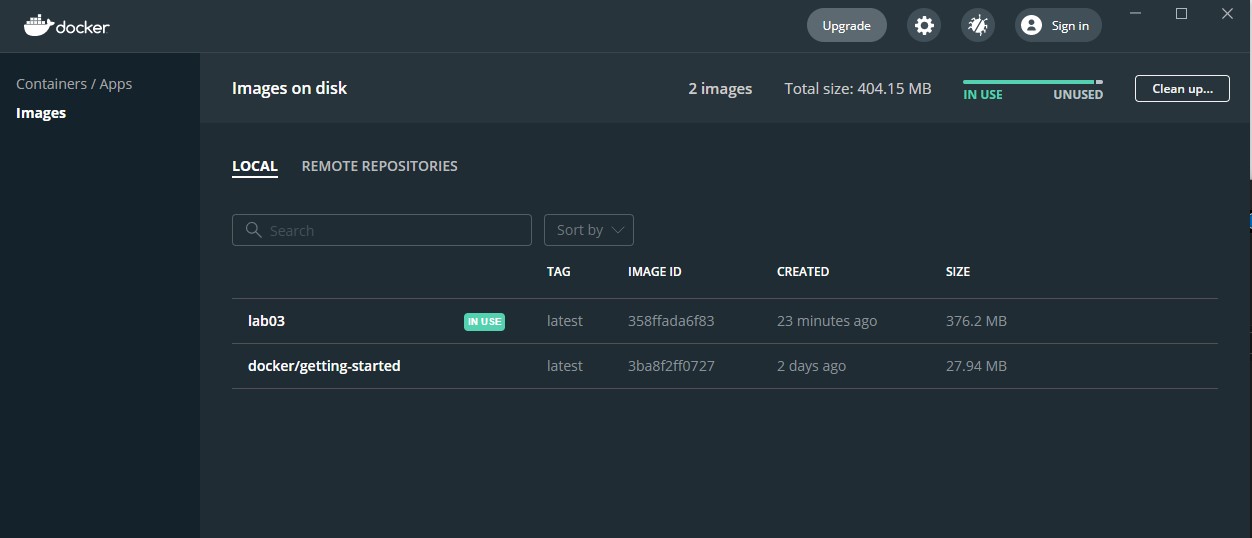 docker
Upgrade
Sign in
Containers / Apps
Images
Images on disk
2 images
Total size: 404.15 MB
IN USE
UNUSED
Clean up...
LOCAL REMOTE REPOSITORIES
Search
Sort by
TAG IMAGE ID CREATED SIZE
lab03 IN USE latest 358ffada6f83 23 minutes ago 376.2 MB
docker/getting-started latest 3ba8f2ff0727 2 days ago 27.94 MB